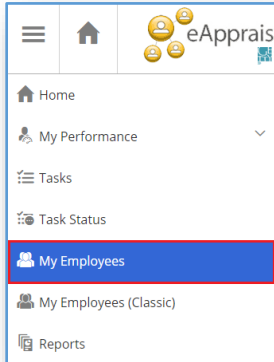 eApprais
Home
My Performance
Tasks
Task Status
My Employees
My Employees (Classic)
Reports